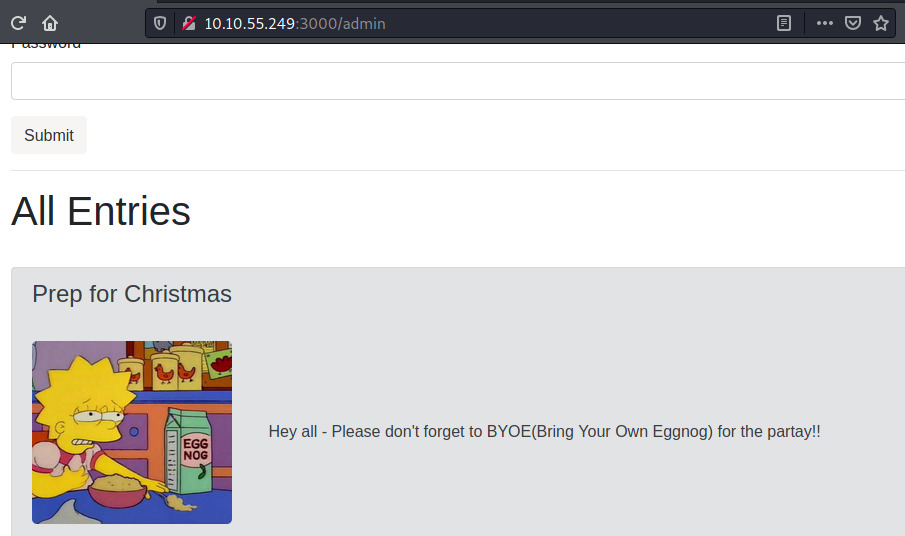 10.10.55.249:3000/admin
Password
Submit
All Entries
Prep for Christmas
EGG
NOG
Hey all - Please don't forget to BYOE(Bring Your Own Eggnog) for the partay!!